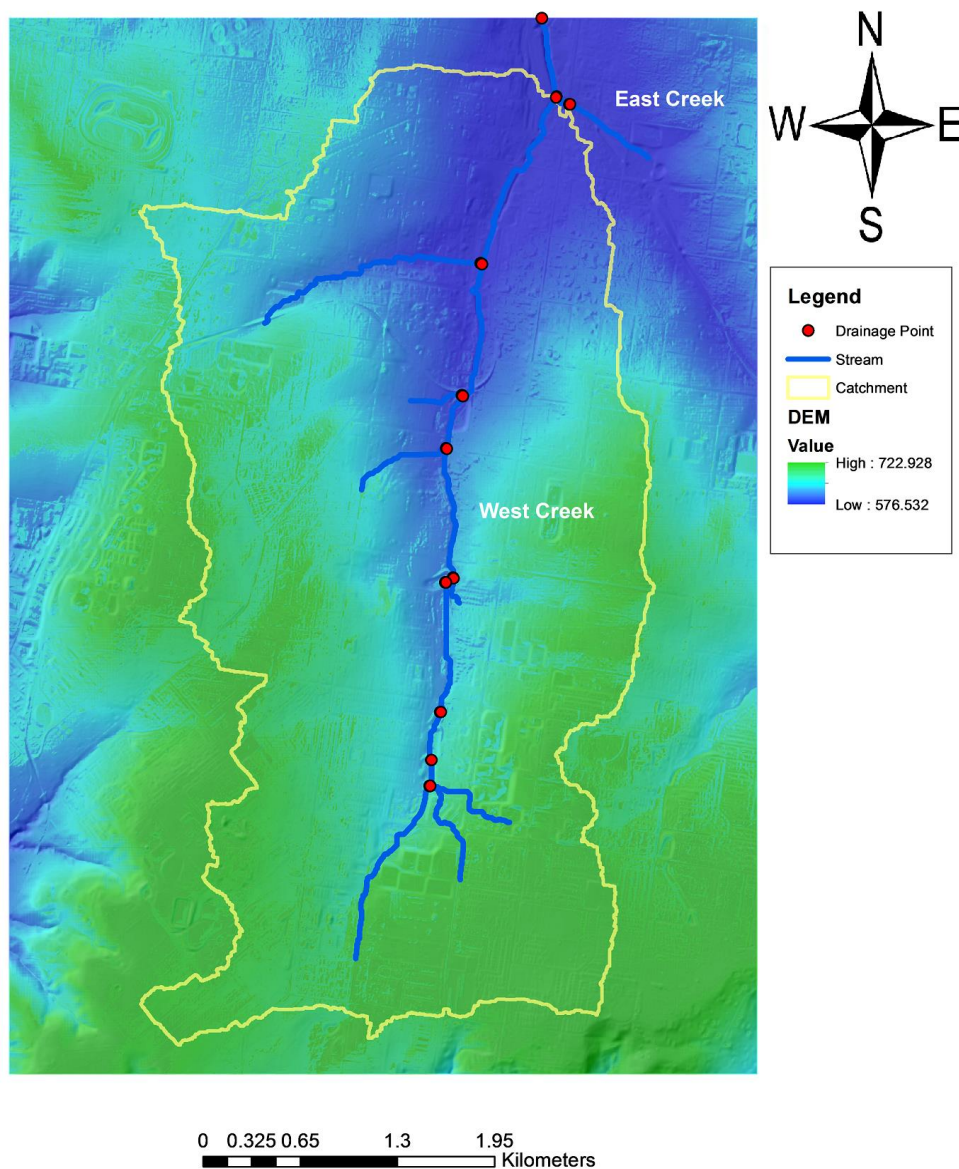 N
East Creek
W E
S
Legend
Drainage Point
Stream
Catchment
DEM
Value
High : 722.928
Low : 576.532
West Creek
0 0.325 0.65 1.3 1.95
Kilometers